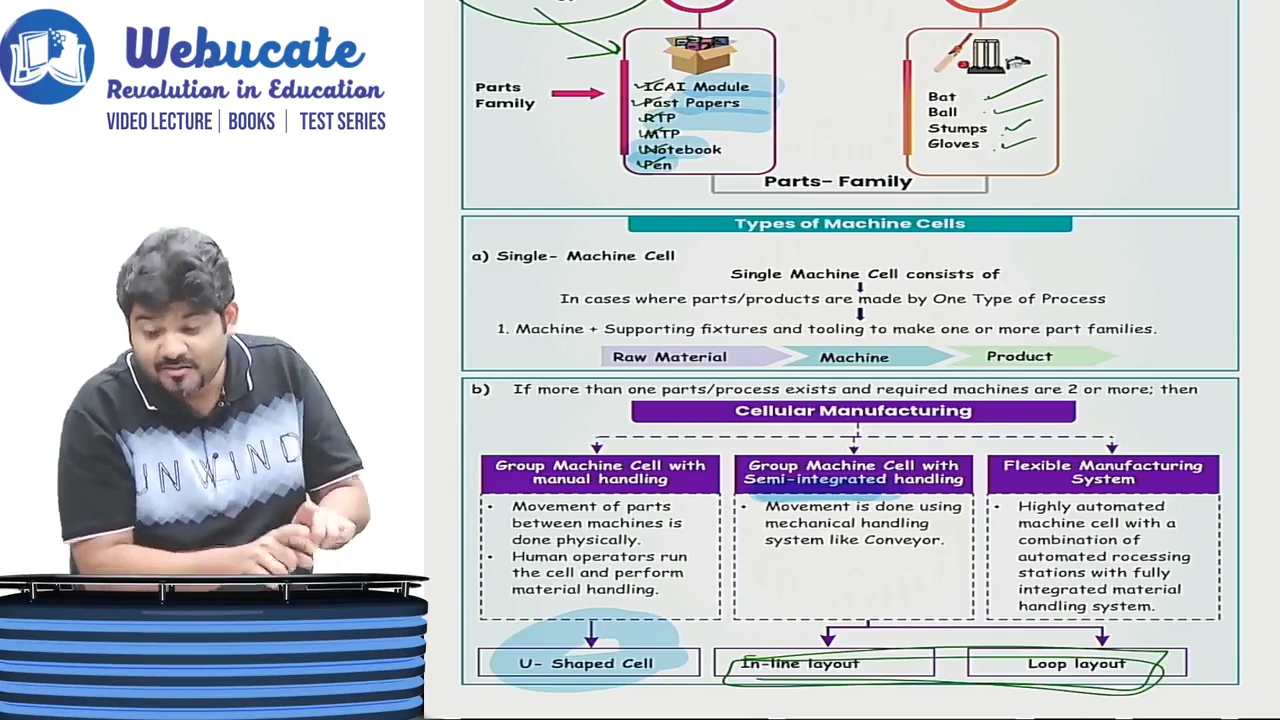 Webucate
Revolution in Education
VIDEO LECTURE | BOOKS | TEST SERIES
UNWIND
Parts
Family
ICAI Module
Past Papers
RTP
MTP
Notebook
Pen
Bat
Ball
Stumps
Gloves
Parts- Family
Types of Machine Cells
a) Single- Machine Cell
Single Machine Cell consists of
In cases where parts/products are made by One Type of Process
1. Machine + Supporting fixtures and tooling to make one or more part families.
Raw Material
Machine
Product
b) If more than one parts/process exists and required machines are 2 or more; then
Cellular Manufacturing
Group Machine Cell with
manual handling
• Movement of parts
between machines is
done physically.
• Human operators run
the cell and perform
material handling.
U- Shaped Cell
Group Machine Cell with
Semi-integrated handling
• Movement is done using
mechanical handling
system like Conveyor.
In-line layout
Flexible Manufacturing
System
• Highly automated
machine cell with a
combination of
automated rocessing
stations with fully
integrated material
handling system.
Loop layout